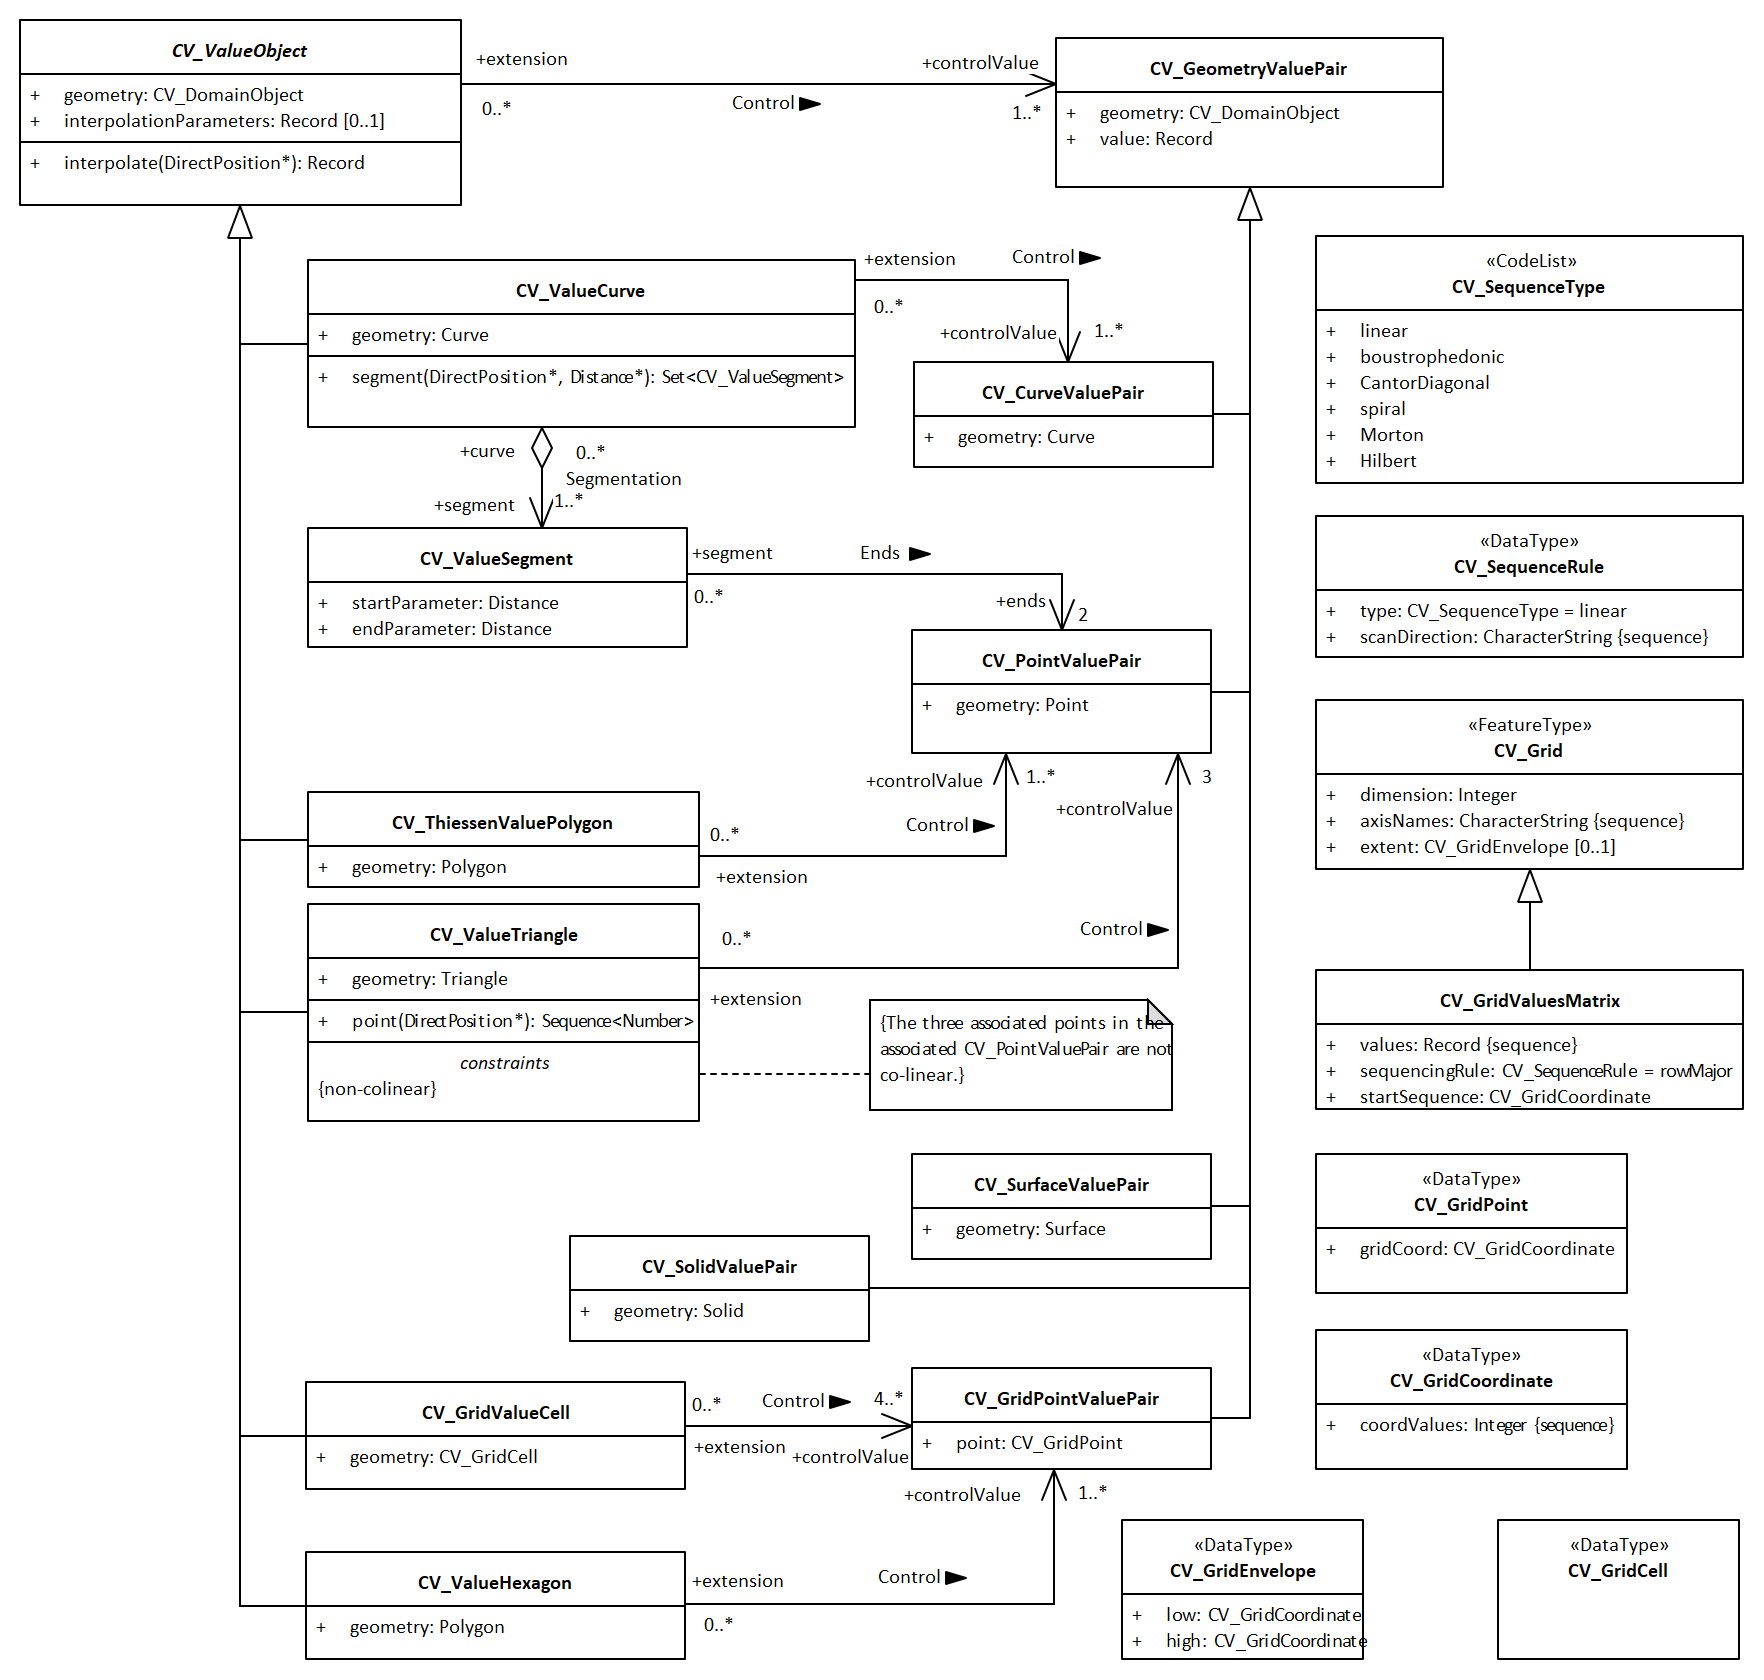 CV_ValueObject
+ geometry: CV_DomainObject
+ interpolationParameters: Record [0..1]
+ interpolate(DirectPosition*): Record
+extension
0..*
Control
+controlValue
1..*
CV_GeometryValuePair
+ geometry: CV_DomainObject
+ value: Record
CV_ValueCurve
+ geometry: Curve
+ segment(DirectPosition*, Distance*): Set<CV_ValueSegment>
+extension
0..*
Control
+controlValue
1..*
CV_CurveValuePair
+ geometry: Curve
+curve
0..*
Segmentation
+segment
1..*
CV_ValueSegment
+ startParameter: Distance
+ endParameter: Distance
+segment
0..*
Ends
+ends
2
CV_PointValuePair
+ geometry: Point
+controlValue
1..*
3
+controlValue
CV_ThiessenValuePolygon
+ geometry: Polygon
0..*
Control
+extension
CV_ValueTriangle
+ geometry: Triangle
+ point(DirectPosition*): Sequence<Number>
constraints
{non-colinear}
0..*
Control
+extension
{The three associated points in the
associated CV_PointValuePair are not
co-linear.}
CV_SurfaceValuePair
+ geometry: Surface
CV_SolidValuePair
+ geometry: Solid
CV_GridValueCell
+ geometry: CV_GridCell
0..*
Control
4..*
+extension
+controlValue
CV_GridPointValuePair
+ point: CV_GridPoint
+controlValue
1..*
CV_ValueHexagon
+ geometry: Polygon
+extension
Control
0..*
«CodeList»
CV_SequenceType
+ linear
+ boustrophedonic
+ CantorDiagonal
+ spiral
+ Morton
+ Hilbert
«DataType»
CV_SequenceRule
+ type: CV_SequenceType = linear
+ scanDirection: CharacterString {sequence}
«FeatureType»
CV_Grid
+ dimension: Integer
+ axisNames: CharacterString {sequence}
+ extent: CV_GridEnvelope [0..1]
CV_GridValuesMatrix
+ values: Record {sequence}
+ sequencingRule: CV_SequenceRule = rowMajor
+ startSequence: CV_GridCoordinate
«DataType»
CV_GridPoint
+ gridCoord: CV_GridCoordinate
«DataType»
CV_GridCoordinate
+ coordValues: Integer {sequence}
«DataType»
CV_GridEnvelope
+ low: CV_GridCoordinate
+ high: CV_GridCoordinate
«DataType»
CV_GridCell